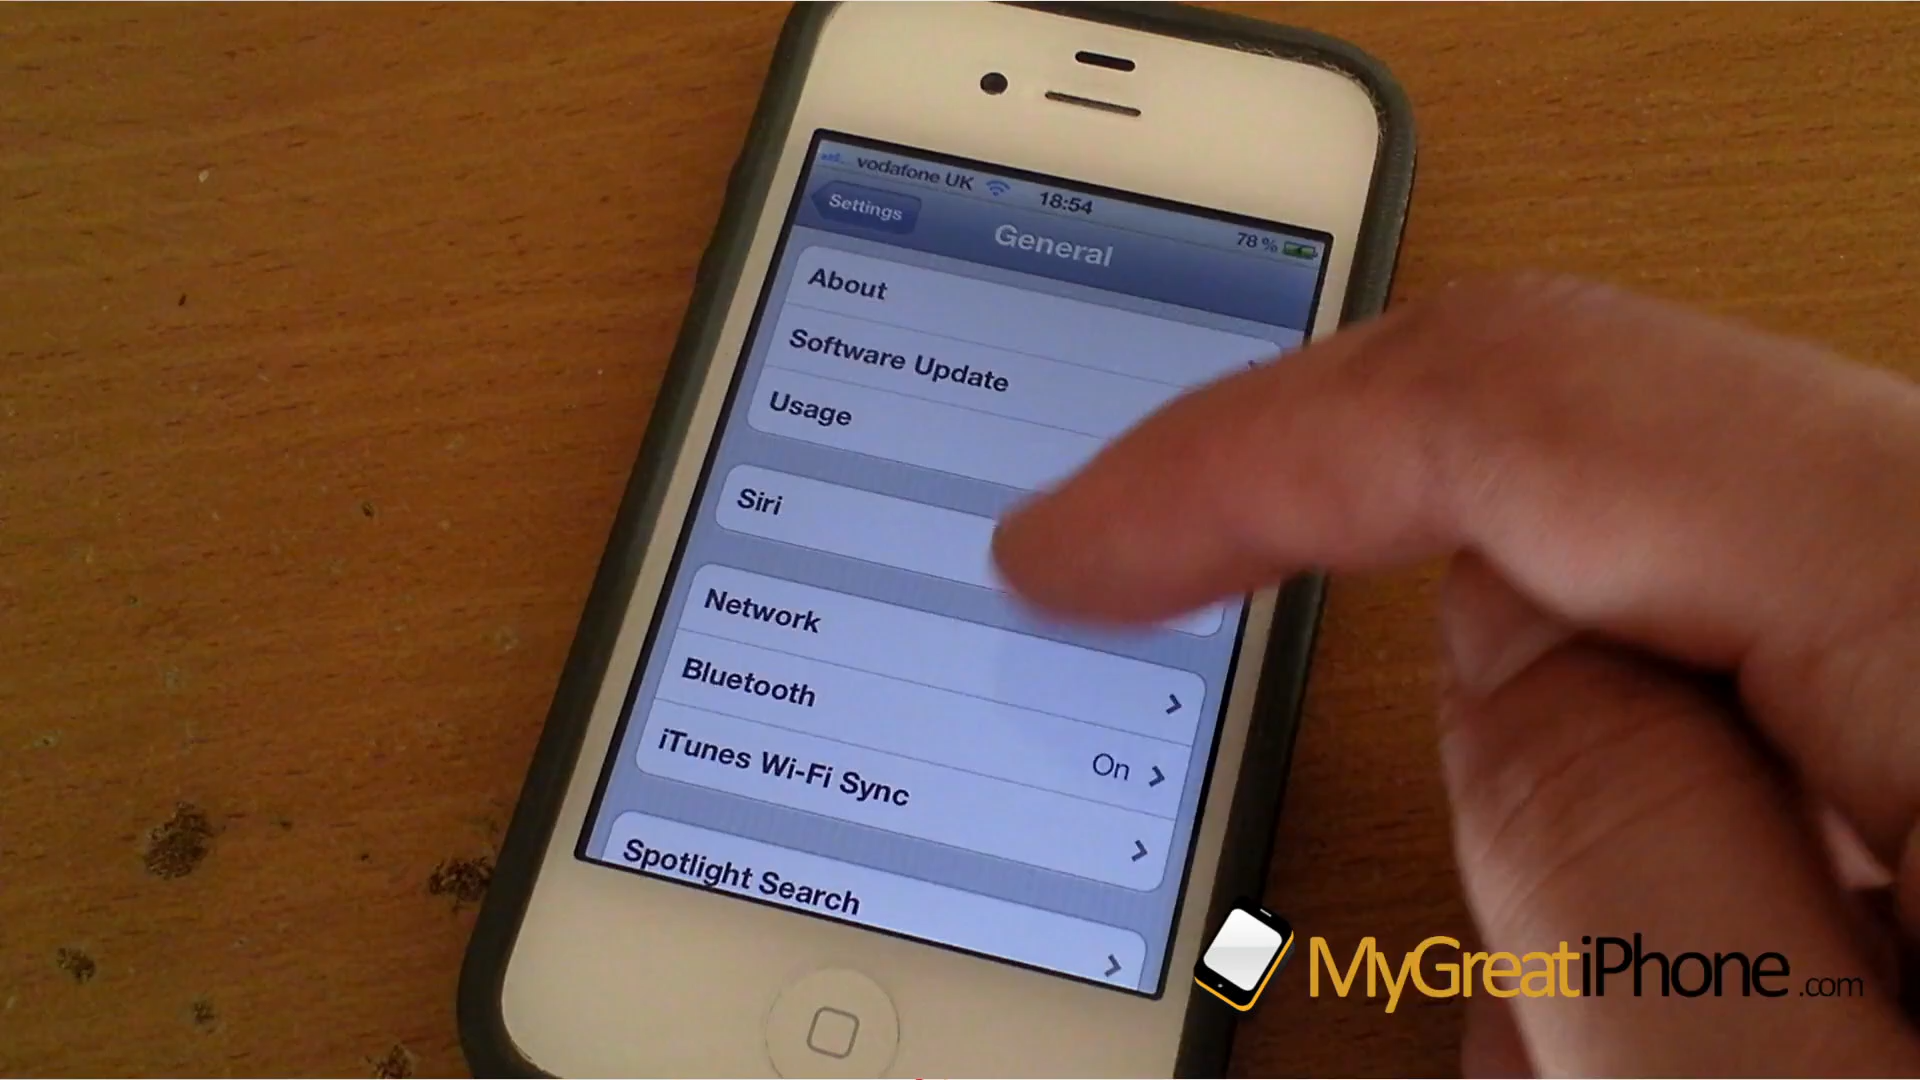 vodafone UK 18:54 78 %
Settings
General
About
Software Update
Usage
Siri
Network
Bluetooth
On
iTunes Wi-Fi Sync
Spotlight Search
MyGreatiPhone.com